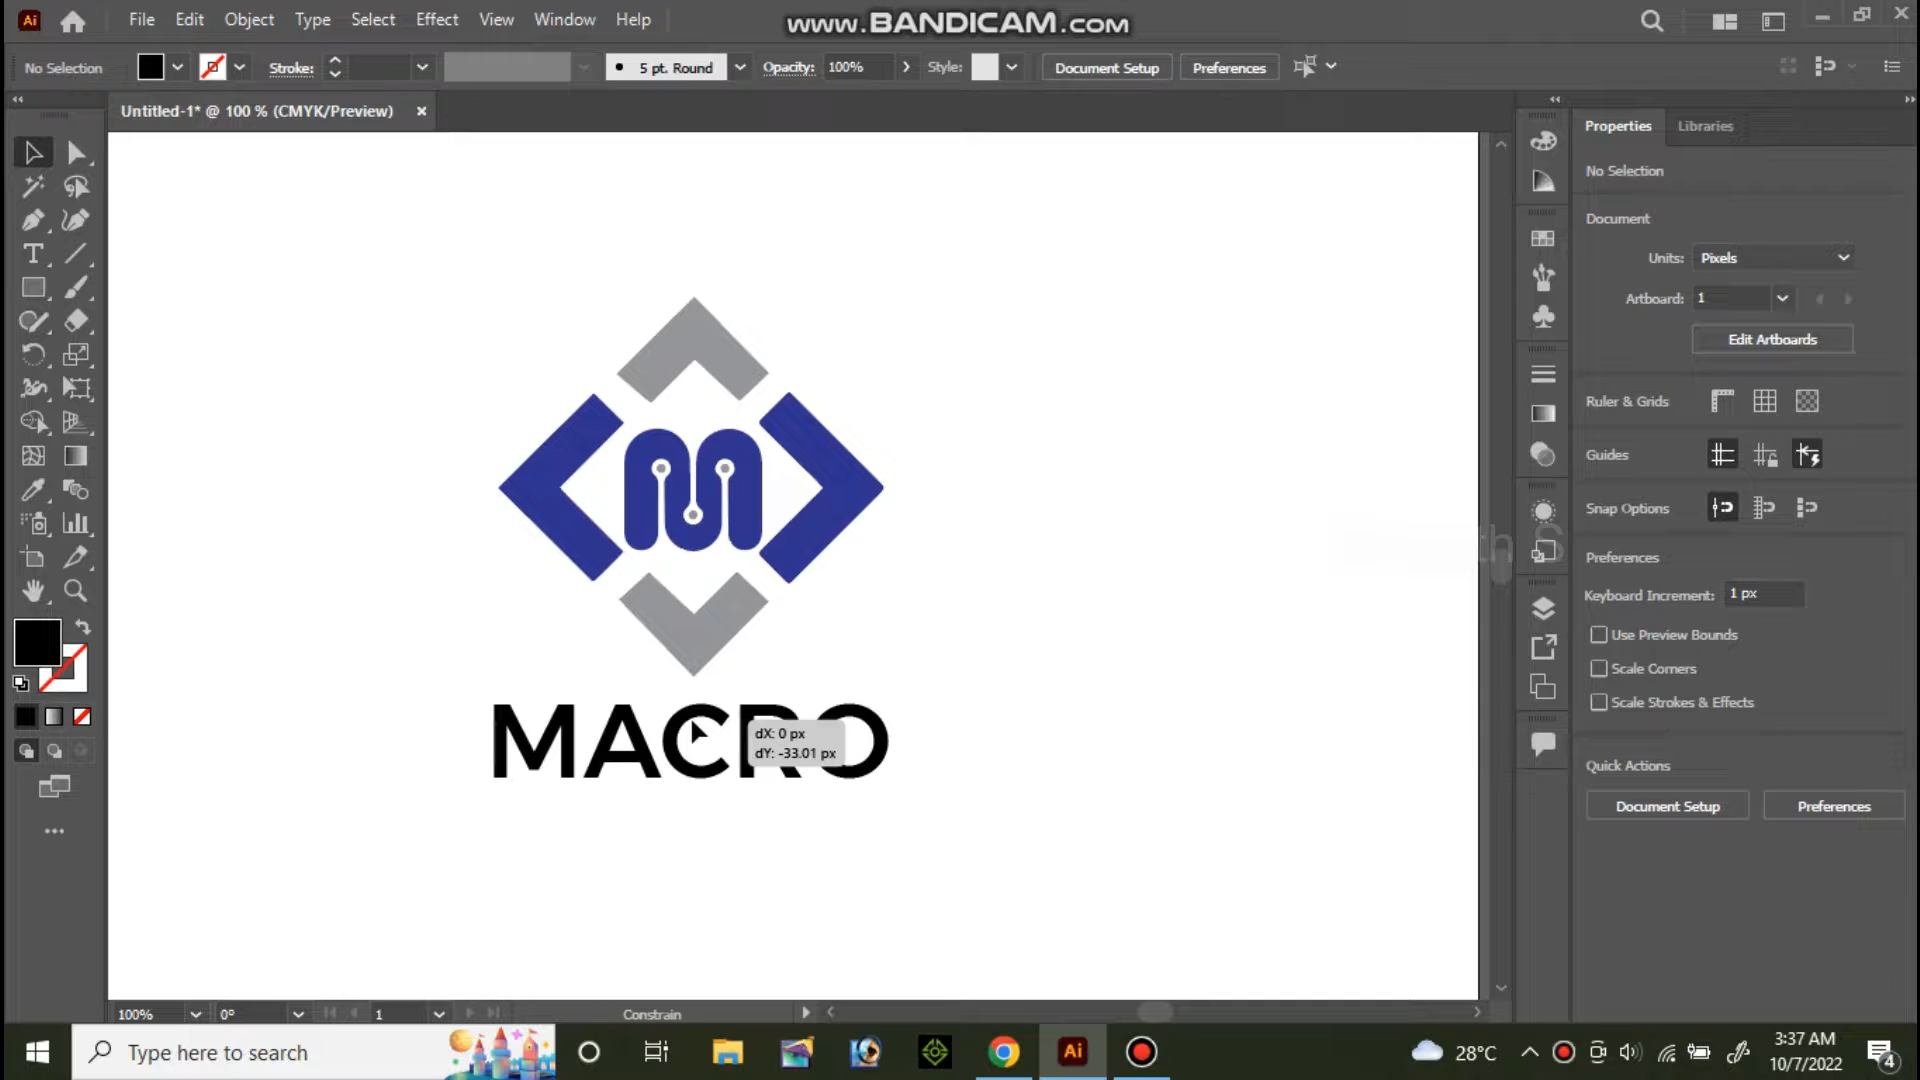 Ai File Edit Object Type Select Effect View Window Help
www.BANDICAM.com
No Selection Stroke: 5 pt. Round Opacity: 100% Style: Document Setup Preferences
Untitled-1* @ 100 % (CMYK/Preview) ×
Properties Libraries
No Selection
Document
Units: Pixels
Artboard: 1
Edit Artboards
Ruler & Grids
Guides
Snap Options
Preferences
Keyboard Increment: 1 px
Use Preview Bounds
Scale Corners
Scale Strokes & Effects
Quick Actions
Document Setup Preferences
M
MACRO
dX: 0 px
dY: -33.01 px
th S
100% 0° 1 Constrain
Type here to search
Ai
28°C
3:37 AM
10/7/2022
4